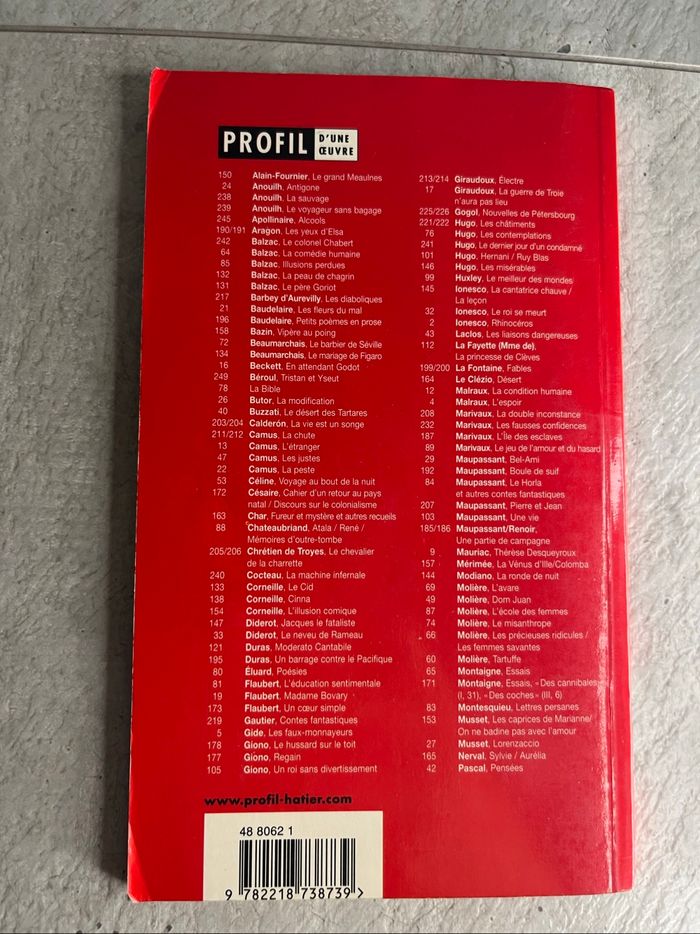 PROFIL D'UNE ŒUVRE
150 Alain-Fournier, Le grand Meaulnes
24 Anouilh, Antigone
238 Anouilh, La sauvage
239 Anouilh, Le voyageur sans bagage
245 Apollinaire, Alcools
190/191 Aragon, Les yeux d'Elsa
242 Balzac, Le colonel Chabert
64 Balzac, La comédie humaine
85 Balzac, Illusions perdues
132 Balzac, La peau de chagrin
131 Balzac, Le père Goriot
217 Barbey d'Aurevilly, Les diaboliques
21 Baudelaire, Les fleurs du mal
196 Baudelaire, Petits poèmes en prose
158 Bazin, Vipère au poing
72 Beaumarchais, Le barbier de Séville
134 Beaumarchais, Le mariage de Figaro
16 Beckett, En attendant Godot
249 Béroul, Tristan et Yseut
78 La Bible
26 Butor, La modification
40 Buzzati, Le désert des Tartares
203/204 Calderón, La vie est un songe
211/212 Camus, La chute
13 Camus, L'étranger
47 Camus, Les justes
22 Camus, La peste
53 Céline, Voyage au bout de la nuit
172 Césaire, Cahier d'un retour au pays
natal / Discours sur le colonialisme
163 Char, Fureur et mystère et autres recueils
88 Chateaubriand, Atala / René /
Mémoires d'outre-tombe
205/206 Chrétien de Troyes, Le chevalier
de la charrette
240 Cocteau, La machine infernale
133 Corneille, Le Cid
138 Corneille, Cinna
154 Corneille, L'illusion comique
147 Diderot, Jacques le fataliste
33 Diderot, Le neveu de Rameau
121 Duras, Moderato Cantabile
195 Duras, Un barrage contre le Pacifique
80 Éluard, Poésies
81 Flaubert, L'éducation sentimentale
19 Flaubert, Madame Bovary
173 Flaubert, Un cœur simple
219 Gautier, Contes fantastiques
5 Gide, Les faux-monnayeurs
178 Giono, Le hussard sur le toit
177 Giono, Regain
105 Giono, Un roi sans divertissement
213/214 Giraudoux, Électre
17 Giraudoux, La guerre de Troie
n'aura pas lieu
225/226 Gogol, Nouvelles de Pétersbourg
221/222 Hugo, Les châtiments
76 Hugo, Les contemplations
241 Hugo, Le dernier jour d'un condamné
101 Hugo, Hernani / Ruy Blas
146 Hugo, Les misérables
99 Huxley, Le meilleur des mondes
145 Ionesco, La cantatrice chauve /
La leçon
32 Ionesco, Le roi se meurt
2 Ionesco, Rhinocéros
43 Laclos, Les liaisons dangereuses
112 La Fayette (Mme de),
La princesse de Clèves
199/200 La Fontaine, Fables
164 Le Clézio, Désert
12 Malraux, La condition humaine
4 Malraux, L'espoir
208 Marivaux, La double inconstance
232 Marivaux, Les fausses confidences
187 Marivaux, L'Île des esclaves
89 Marivaux, Le jeu de l'amour et du hasard
29 Maupassant, Bel-Ami
192 Maupassant, Boule de suif
84 Maupassant, Le Horla
et autres contes fantastiques
207 Maupassant, Pierre et Jean
103 Maupassant, Une vie
185/186 Maupassant/Renoir,
Une partie de campagne
9 Mauriac, Thérèse Desqueyroux
157 Mérimée, La Vénus d'Ille/Colomba
144 Modiano, La ronde de nuit
69 Molière, L'avare
49 Molière, Dom Juan
87 Molière, L'école des femmes
74 Molière, Le misanthrope
66 Molière, Les précieuses ridicules /
Les femmes savantes
60 Molière, Tartuffe
65 Montaigne, Essais
171 Montaigne, Essais, «Des cannibales»
(I, 31), «Des coches» (III, 6)
83 Montesquieu, Lettres persanes
153 Musset, Les caprices de Marianne/
On ne badine pas avec l'amour
27 Musset, Lorenzaccio
165 Nerval, Sylvie / Aurélia
42 Pascal, Pensées
www.profil-hatier.com
48 8062 1
9 782218 738739 >